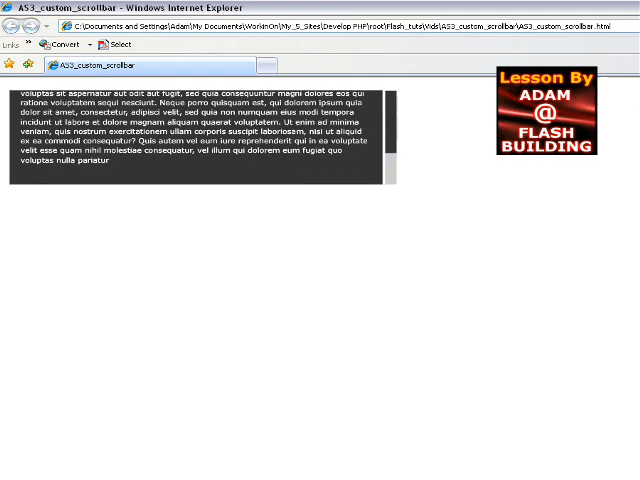 AS3_custom_scrollbar - Windows Internet Explorer
C:\Documents and Settings\Adam\My Documents\WorkinOn\My_5_Sites\Develop PHP\root\Flash_tuts\Vids\AS3_custom_scrollbar\AS3_custom_scrollbar.html
Links » Convert Select
AS3_custom_scrollbar
Lesson By
ADAM
@
FLASH
BUILDING
voluptas sit aspernatur aut odit aut fugit, sed quia consequuntur magni dolores eos qui
ratione voluptatem sequi nesciunt. Neque porro quisquam est, qui dolorem ipsum quia
dolor sit amet, consectetur, adipisci velit, sed quia non numquam eius modi tempora
incidunt ut labore et dolore magnam aliquam quaerat voluptatem. Ut enim ad minima
veniam, quis nostrum exercitationem ullam corporis suscipit laboriosam, nisi ut aliquid
ex ea commodi consequatur? Quis autem vel eum iure reprehenderit qui in ea voluptate
velit esse quam nihil molestiae consequatur, vel illum qui dolorem eum fugiat quo
voluptas nulla pariatur